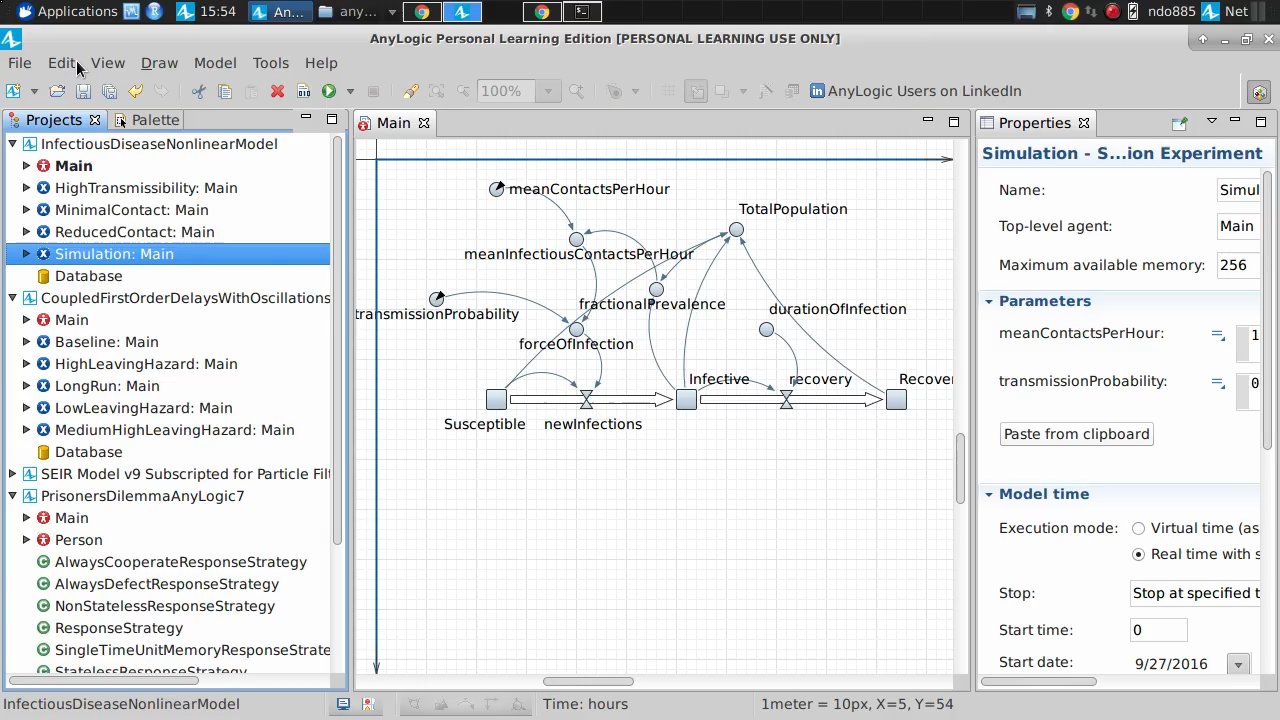 Applications 15:54 An... any... ndo885 Net
AnyLogic Personal Learning Edition [PERSONAL LEARNING USE ONLY]
File Edit View Draw Model Tools Help
100% AnyLogic Users on LinkedIn
Projects Palette
InfectiousDiseaseNonlinearModel
Main
HighTransmissibility: Main
MinimalContact: Main
ReducedContact: Main
Simulation: Main
Database
CoupledFirstOrderDelaysWithOscillations
Main
Baseline: Main
HighLeavingHazard: Main
LongRun: Main
LowLeavingHazard: Main
MediumHighLeavingHazard: Main
Database
SEIR Model v9 Subscripted for Particle Filt
PrisonersDilemmaAnyLogic7
Main
Person
AlwaysCooperateResponseStrategy
AlwaysDefectResponseStrategy
NonStatelessResponseStrategy
ResponseStrategy
SingleTimeUnitMemoryResponseStrate
StatelessResponseStrategy
Main
meanContactsPerHour
TotalPopulation
meanInfectiousContactsPerHour
fractionalPrevalence
transmissionProbability
durationOfInfection
forceOfInfection
Infective
recovery
Recover
Susceptible
newInfections
Properties
Simulation - S...ion Experiment
Name: Simul
Top-level agent: Main
Maximum available memory: 256
Parameters
meanContactsPerHour: 1
transmissionProbability: 0
Paste from clipboard
Model time
Execution mode: Virtual time (as
Real time with s
Stop: Stop at specified t
Start time: 0
Start date: 9/27/2016
InfectiousDiseaseNonlinearModel Time: hours 1meter = 10px, X=5, Y=54